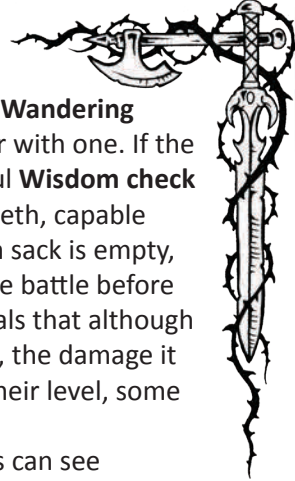 Wandering
r with one. If the
ul Wisdom check
eth, capable
n sack is empty,
e battle before
als that although
, the damage it
heir level, some
s can see